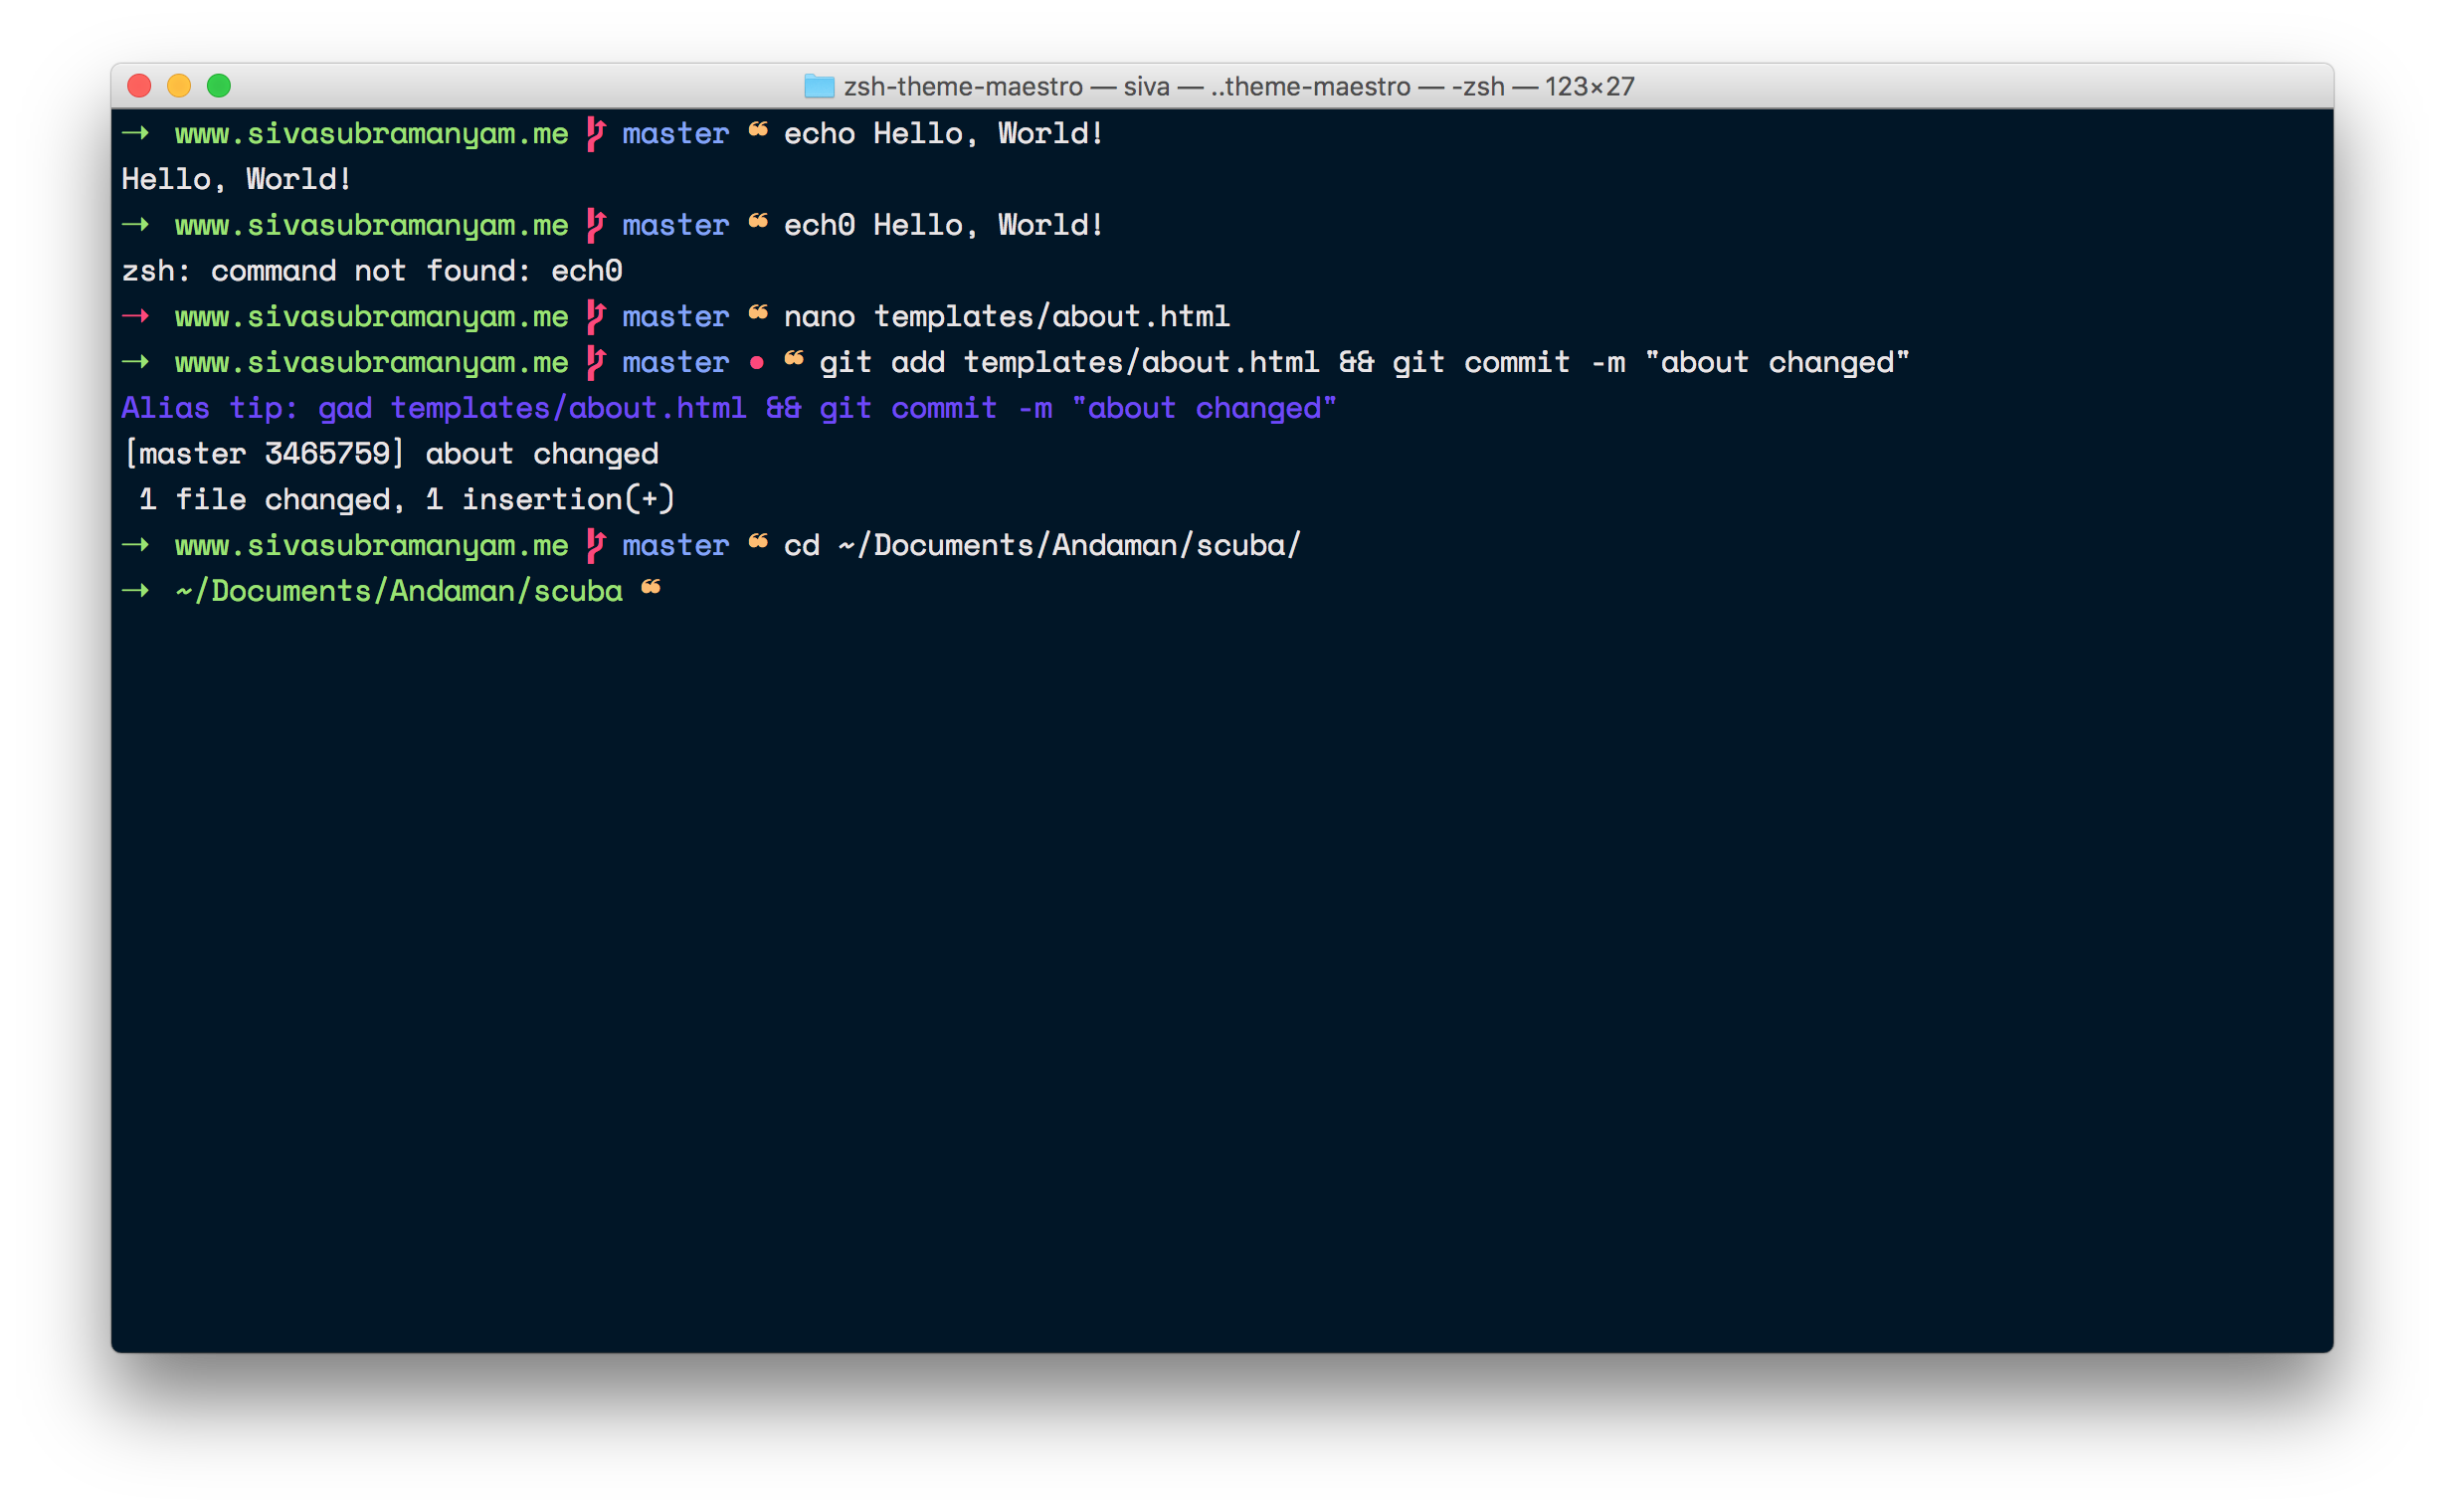 zsh-theme-maestro — siva — ..theme-maestro — -zsh — 123×27
→ www.sivasubramanyam.me  master ❝ echo Hello, World!
Hello, World!
→ www.sivasubramanyam.me  master ❝ ech0 Hello, World!
zsh: command not found: ech0
→ www.sivasubramanyam.me  master ❝ nano templates/about.html
→ www.sivasubramanyam.me  master • ❝ git add templates/about.html && git commit -m "about changed"
Alias tip: gad templates/about.html && git commit -m "about changed"
[master 3465759] about changed
 1 file changed, 1 insertion(+)
→ www.sivasubramanyam.me  master ❝ cd ~/Documents/Andaman/scuba/
→ ~/Documents/Andaman/scuba ❝